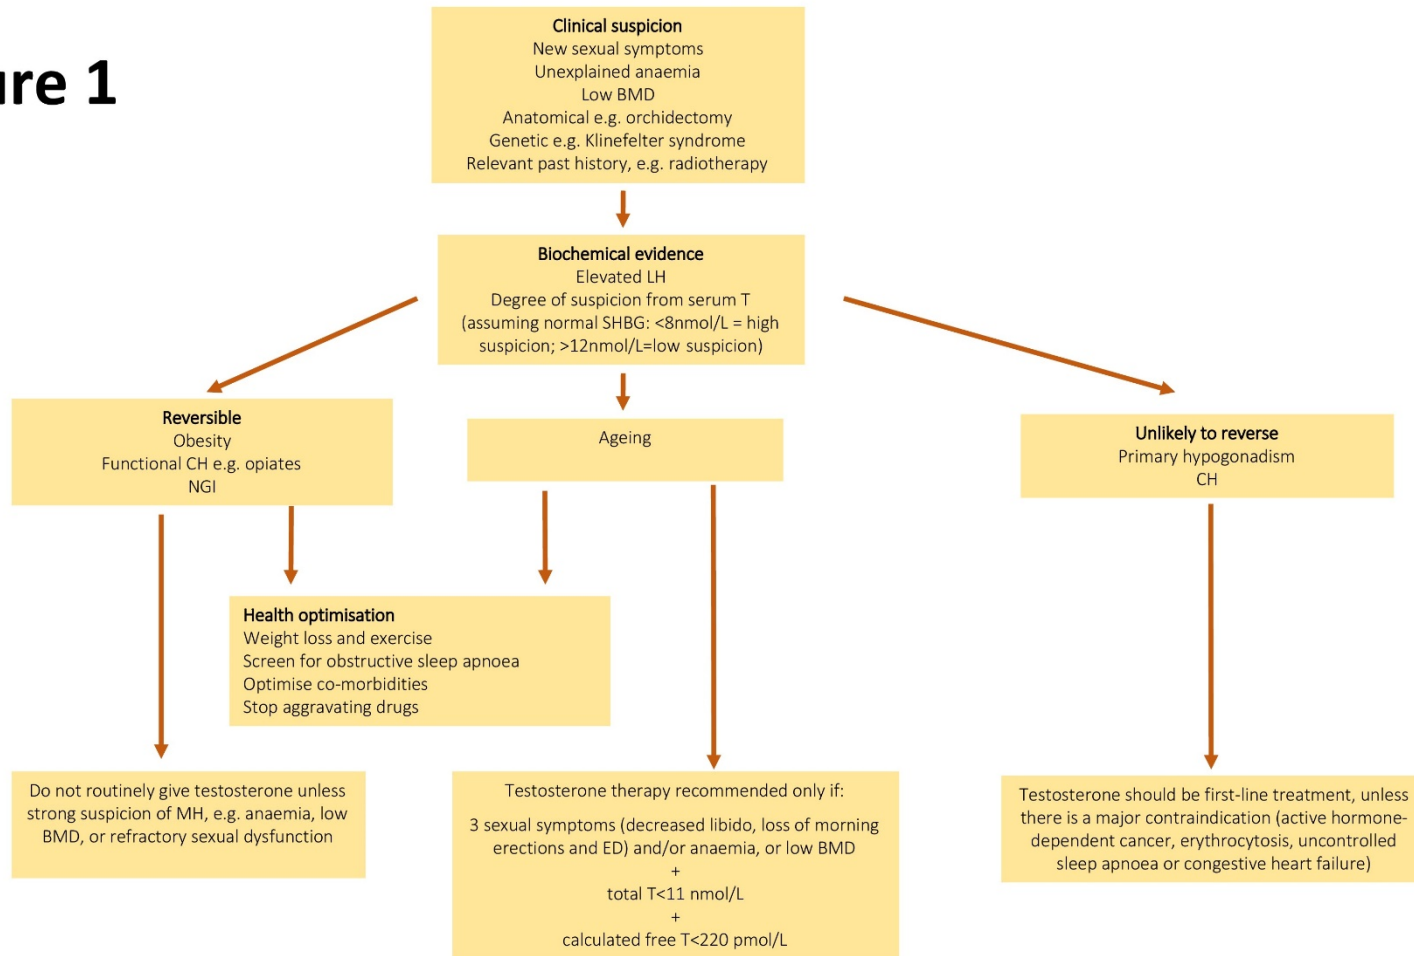 ure 1
Clinical suspicion
New sexual symptoms
Unexplained anaemia
Low BMD
Anatomical e.g. orchidectomy
Genetic e.g. Klinefelter syndrome
Relevant past history, e.g. radiotherapy
Biochemical evidence
Elevated LH
Degree of suspicion from serum T
(assuming normal SHBG: <8nmol/L = high
suspicion; >12nmol/L=low suspicion)
Reversible
Obesity
Functional CH e.g. opiates
NGI
Ageing
Unlikely to reverse
Primary hypogonadism
CH
Health optimisation
Weight loss and exercise
Screen for obstructive sleep apnoea
Optimise co-morbidities
Stop aggravating drugs
Do not routinely give testosterone unless
strong suspicion of MH, e.g. anaemia, low
BMD, or refractory sexual dysfunction
Testosterone therapy recommended only if:
3 sexual symptoms (decreased libido, loss of morning
erections and ED) and/or anaemia, or low BMD
+
total T<11 nmol/L
+
calculated free T<220 pmol/L
Testosterone should be first-line treatment, unless
there is a major contraindication (active hormone-
dependent cancer, erythrocytosis, uncontrolled
sleep apnoea or congestive heart failure)